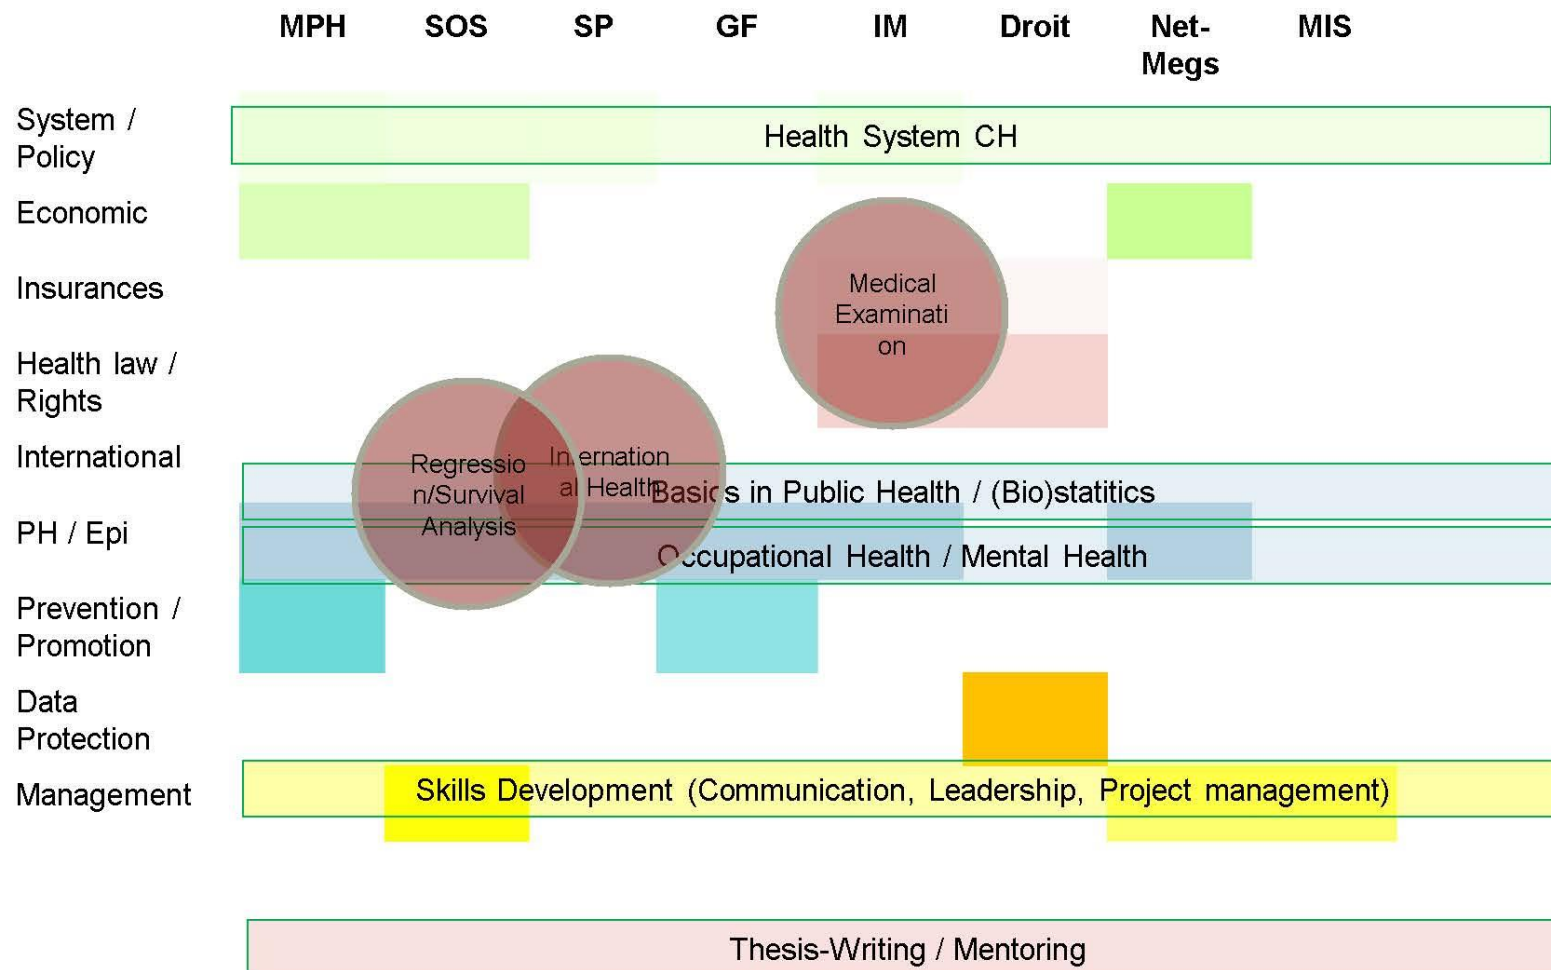 MPH SOS SP GF IM Droit Net- MIS
Megs
System /
Policy
Health System CH
Economic
Insurances
Medical
Examinati
on
Health law /
Rights
International
Regressio
n/Survival
Analysis
Internation
al Health
Basics in Public Health / (Bio)statitics
PH / Epi
Occupational Health / Mental Health
Prevention /
Promotion
Data
Protection
Management
Skills Development (Communication, Leadership, Project management)
Thesis-Writing / Mentoring